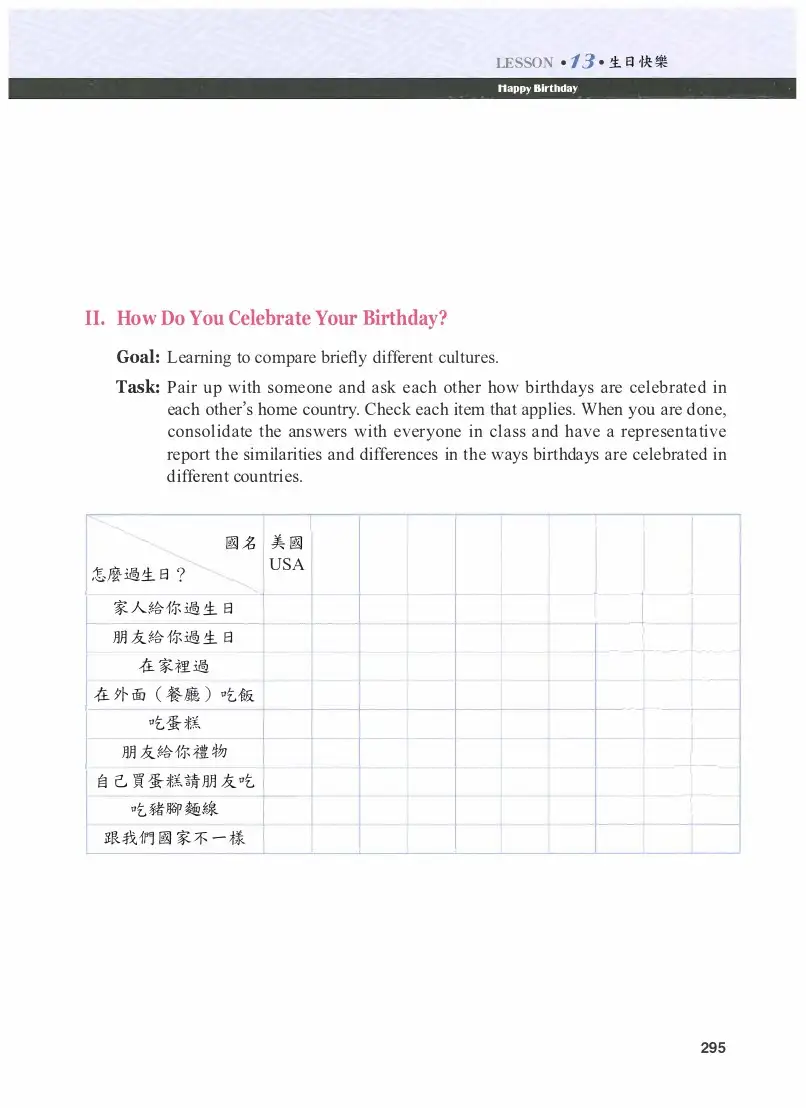 LESSON • 13 • 生日快樂
Happy Birthday
II. How Do You Celebrate Your Birthday?
Goal: Learning to compare briefly different cultures.
Task: Pair up with someone and ask each other how birthdays are celebrated in
each other's home country. Check each item that applies. When you are done,
consolidate the answers with everyone in class and have a representative
report the similarities and differences in the ways birthdays are celebrated in
different countries.
國名
美國
USA
怎麼過生日？
家人給你過生日
朋友給你過生日
在家裡過
在外面（餐廳）吃飯
吃蛋糕
朋友給你禮物
自己買蛋糕請朋友吃
吃豬腳麵線
跟我們國家不一樣
295